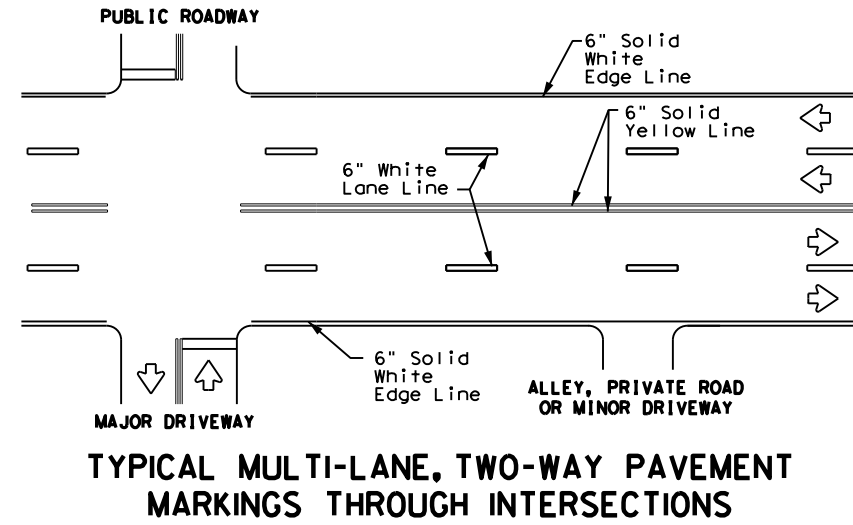 PUBLIC ROADWAY
6" Solid
White
Edge Line
6" Solid
Yellow Line
6" White
Lane Line
6" Solid
White
Edge Line
ALLEY, PRIVATE ROAD
OR MINOR DRIVEWAY
MAJOR DRIVEWAY
TYPICAL MULTI-LANE, TWO-WAY PAVEMENT
MARKINGS THROUGH INTERSECTIONS